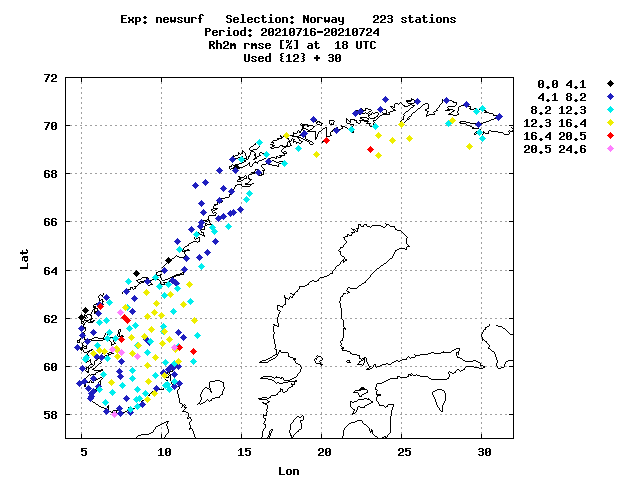 Exp: newsurf Selection: Norway 223 stations
Period: 20210716-20210724
Rh2m rmse [%] at 18 UTC
Used {12} + 30
72
70
68
66
64
62
60
58
Lat
5 10 15 20 25 30
Lon
0.0 4.1
4.1 8.2
8.2 12.3
12.3 16.4
16.4 20.5
20.5 24.6